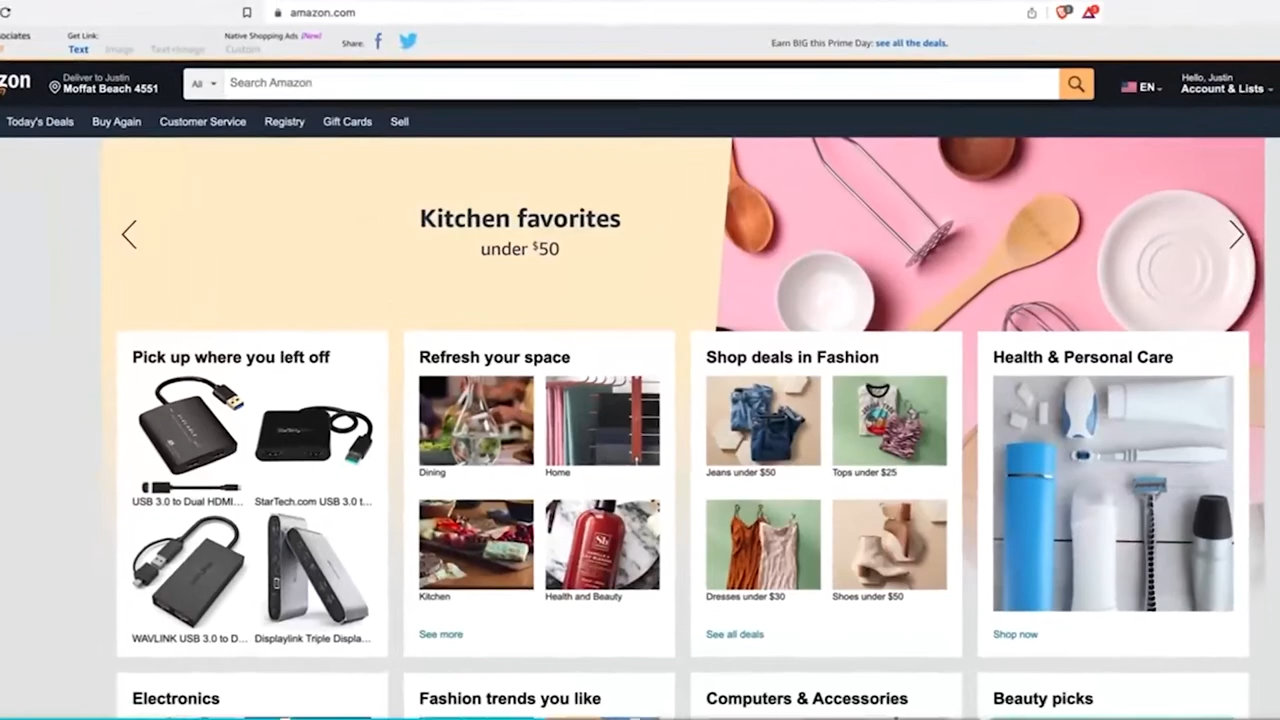 amazon.com
ociates
Get Link:
Text Image Text+Image
Native Shopping Ads (New)
Custom
Share:
Earn BIG this Prime Day: see all the deals.
zon
Deliver to Justin
Moffat Beach 4551
All
Search Amazon
EN
Hello, Justin
Account & Lists
Today's Deals Buy Again Customer Service Registry Gift Cards Sell
Kitchen favorites
under $50
Pick up where you left off
USB 3.0 to Dual HDMI... StarTech.com USB 3.0 t...
WAVLINK USB 3.0 to D... Displaylink Triple Displa...
Refresh your space
Dining Home
Kitchen Health and Beauty
See more
Shop deals in Fashion
Jeans under $50 Tops under $25
Dresses under $30 Shoes under $50
See all deals
Health & Personal Care
Shop now
Electronics
Fashion trends you like
Computers & Accessories
Beauty picks